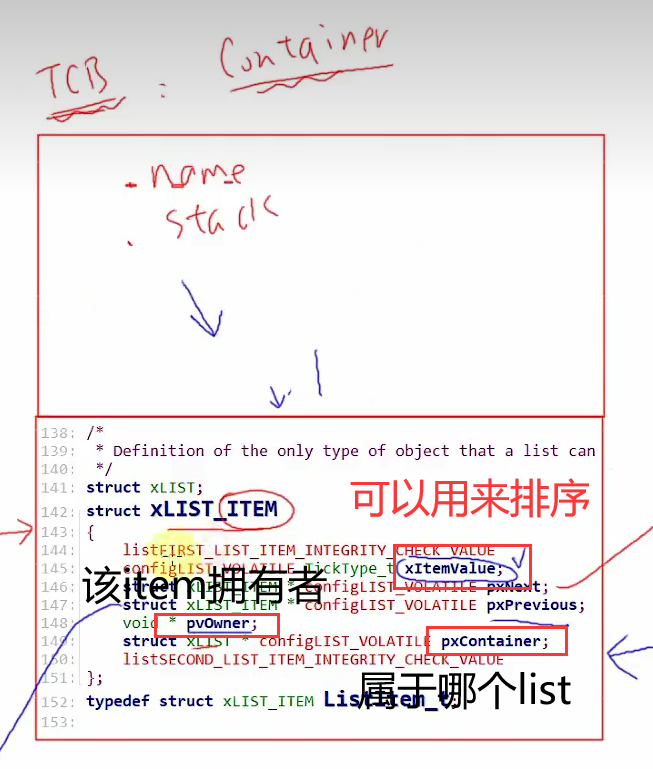 TCB : Container
. name
. stack
138: /*
139:  * Definition of the only type of object that a list can
140:  */
141: struct xLIST;
可以用来排序
142: struct xLIST_ITEM
143: {
144: listFIRST_LIST_ITEM_INTEGRITY_CHECK_VALUE
145: configLIST_VOLATILE TickType_t xItemValue;
该item拥有者
146: struct xLIST_ITEM * configLIST_VOLATILE pxNext;
147: struct xLIST_ITEM * configLIST_VOLATILE pxPrevious;
148: void * pvOwner;
149: struct xLIST * configLIST_VOLATILE pxContainer;
150: listSECOND_LIST_ITEM_INTEGRITY_CHECK_VALUE
151: };
属于哪个list
152: typedef struct xLIST_ITEM ListItem_t;
153: